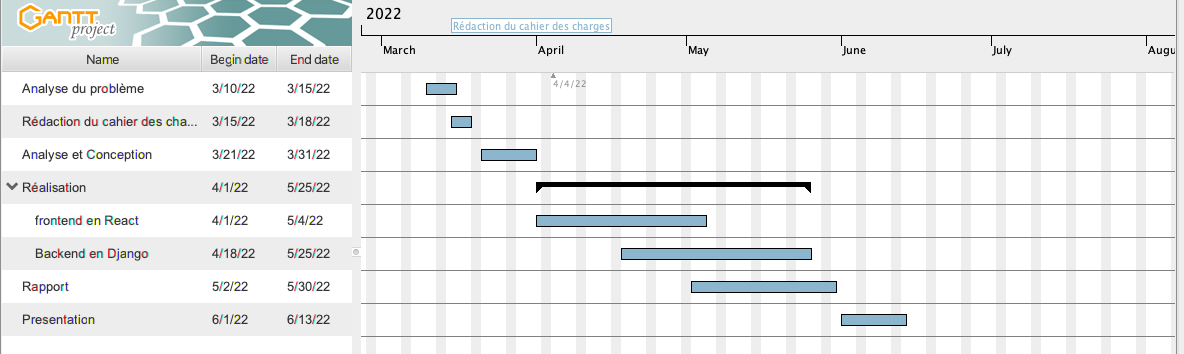 GANTT
project
2022
Rédaction du cahier des charges
March April May June July Augu
Name Begin date End date
4/4/22
Analyse du problème 3/10/22 3/15/22
Rédaction du cahier des cha... 3/15/22 3/18/22
Analyse et Conception 3/21/22 3/31/22
Réalisation 4/1/22 5/25/22
frontend en React 4/1/22 5/4/22
Backend en Django 4/18/22 5/25/22
Rapport 5/2/22 5/30/22
Presentation 6/1/22 6/13/22